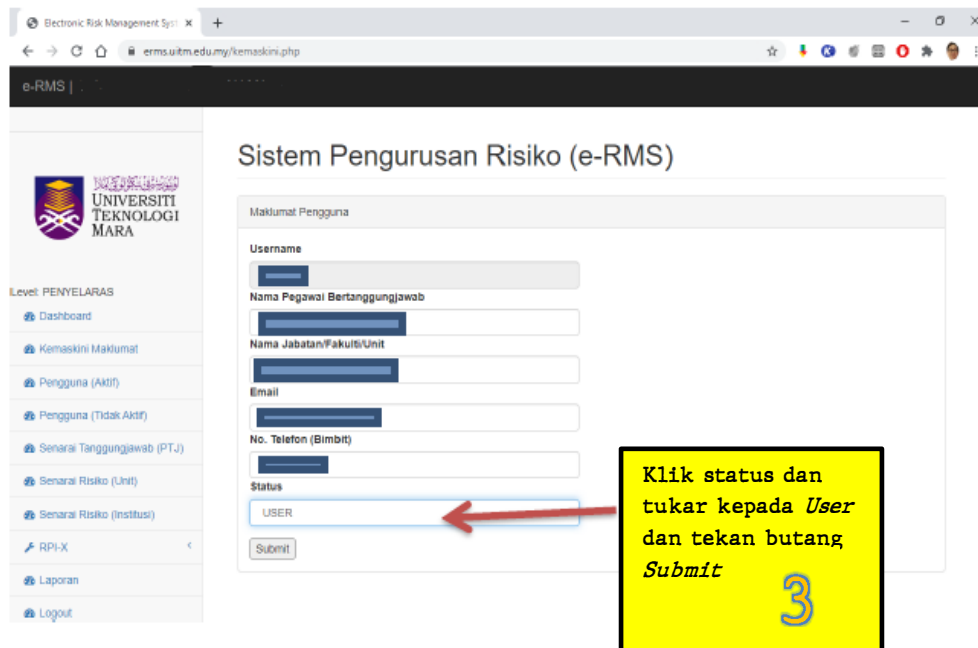 Electronic Risk Management Syst
erms.uitm.edu.my/kemaskini.php
e-RMS |
Sistem Pengurusan Risiko (e-RMS)
UNIVERSITI
TEKNOLOGI
MARA
Level: PENYELARAS
Dashboard
Kemaskini Maklumat
Pengguna (Aktif)
Pengguna (Tidak Aktif)
Senarai Tanggungjawab (PTJ)
Senarai Risiko (Unit)
Senarai Risiko (Institusi)
RPI-X
Laporan
Logout
Maklumat Pengguna
Username
Nama Pegawai Bertanggungjawab
Nama Jabatan/Fakulti/Unit
Email
No. Telefon (Bimbit)
Status
USER
Submit
Klik status dan
tukar kepada User
dan tekan butang
Submit
3